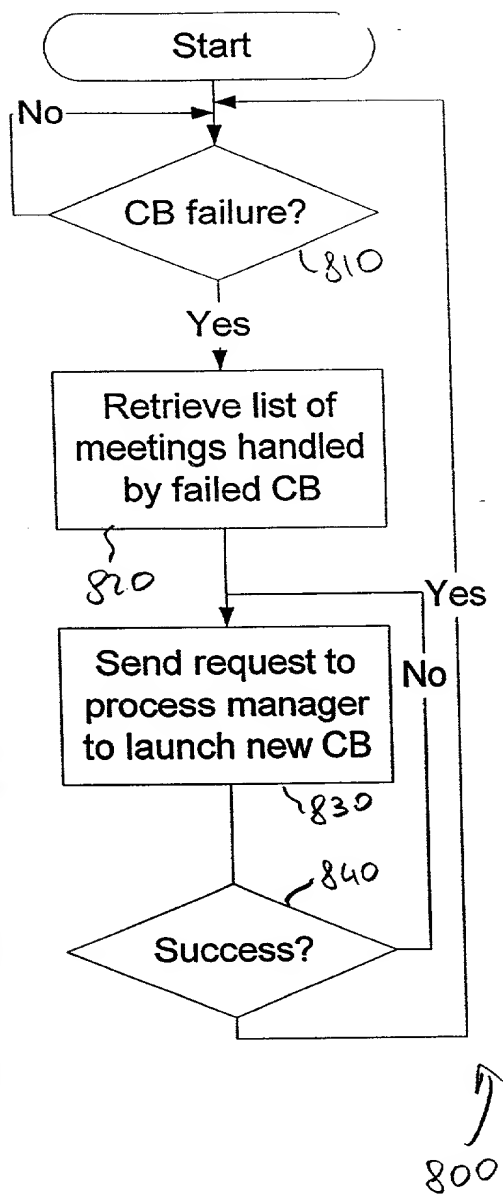 Start
No
CB failure?
810
Yes
Retrieve list of
meetings handled
by failed CB
820
Yes
No
Send request to
process manager
to launch new CB
830
840
Success?
800